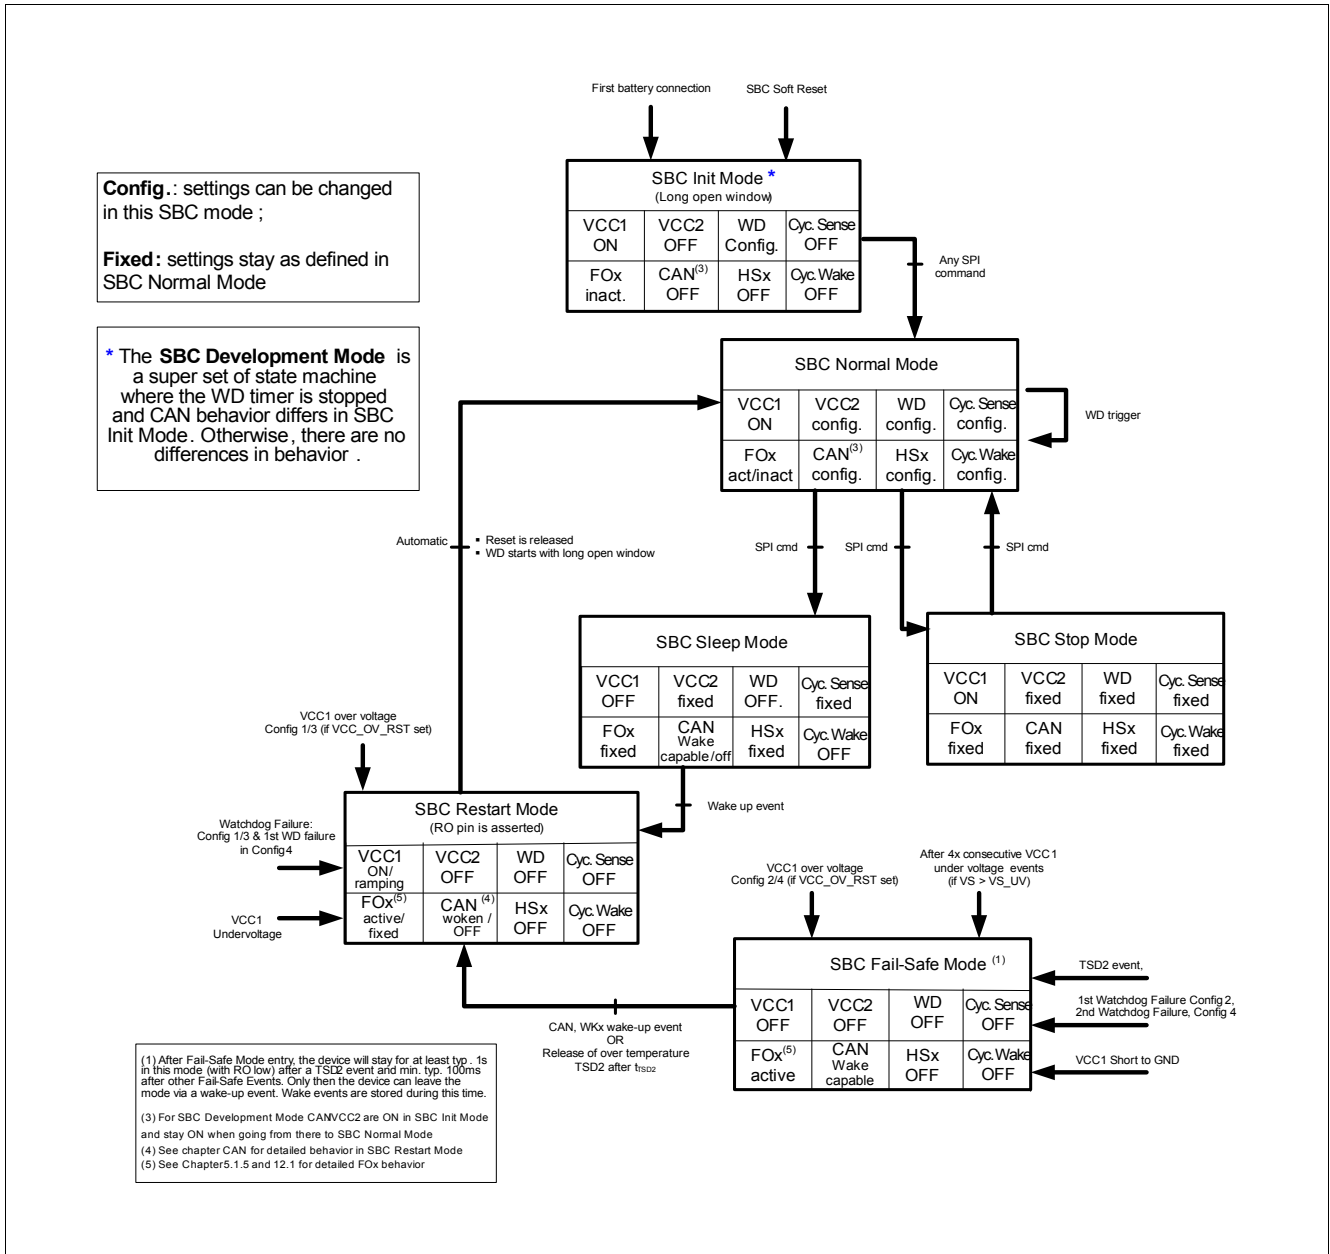 First battery connection
SBC Soft Reset
Config.: settings can be changed
in this SBC mode ;
Fixed: settings stay as defined in
SBC Normal Mode
* The SBC Development Mode is
a super set of state machine
where the WD timer is stopped
and CAN behavior differs in SBC
Init Mode. Otherwise, there are no
differences in behavior .
SBC Init Mode *
(Long open window)
VCC1 VCC2 WD Cyc. Sense
ON OFF Config. OFF
FOx CAN(3) HSx Cyc. Wake
inact. OFF OFF OFF
Any SPI
command
SBC Normal Mode
VCC1 VCC2 WD Cyc. Sense
ON config. config. config.
FOx CAN(3) HSx Cyc. Wake
act/inact config. config. config.
WD trigger
Automatic
▪ Reset is released
▪ WD starts with long open window
SPI cmd
SPI cmd
SPI cmd
SBC Sleep Mode
VCC1 VCC2 WD Cyc. Sense
OFF fixed OFF. fixed
FOx CAN HSx Cyc. Wake
fixed Wake fixed OFF
capable/off
SBC Stop Mode
VCC1 VCC2 WD Cyc. Sense
ON fixed fixed fixed
FOx CAN HSx Cyc. Wake
fixed fixed fixed fixed
Wake up event
VCC1 over voltage
Config 1/3 (if VCC_OV_RST set)
Watchdog Failure:
Config 1/3 & 1st WD failure
in Config4
VCC1
Undervoltage
SBC Restart Mode
(RO pin is asserted)
VCC1 VCC2 WD Cyc. Sense
ON/ OFF OFF OFF
ramping
FOx(5) CAN(4) HSx Cyc. Wake
active/ woken / OFF OFF
fixed OFF
VCC1 over voltage
Config 2/4 (if VCC_OV_RST set)
After 4x consecutive VCC1
under voltage events
(if VS > VS_UV)
SBC Fail-Safe Mode (1)
VCC1 VCC2 WD Cyc. Sense
OFF OFF OFF OFF
FOx(5) CAN HSx Cyc. Wake
active Wake OFF OFF
capable
TSD2 event,
1st Watchdog Failure Config 2,
2nd Watchdog Failure, Config 4
VCC1 Short to GND
CAN, WKx wake-up event
OR
Release of over temperature
TSD2 after tTSD2
(1) After Fail-Safe Mode entry, the device will stay for at least typ. 1s
in this mode (with RO low) after a TSD2 event and min. typ. 100ms
after other Fail-Safe Events. Only then the device can leave the
mode via a wake-up event. Wake events are stored during this time.
(3) For SBC Development Mode CAN/VCC2 are ON in SBC Init Mode
and stay ON when going from there to SBC Normal Mode
(4) See chapter CAN for detailed behavior in SBC Restart Mode
(5) See Chapter5.1.5 and 12.1 for detailed FOx behavior